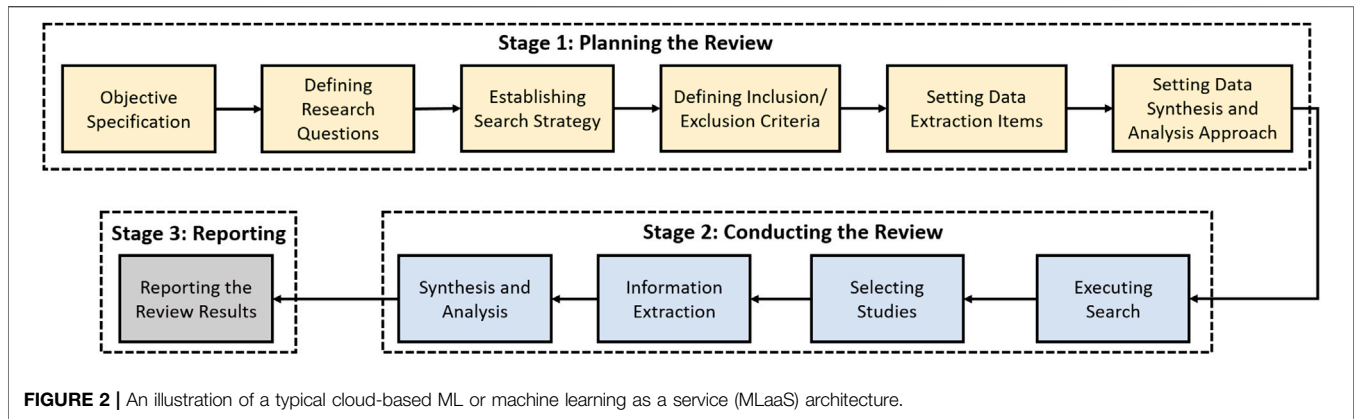 Stage 1: Planning the Review
Objective
Specification
Defining
Research
Questions
Establishing
Search Strategy
Defining Inclusion/
Exclusion Criteria
Setting Data
Extraction Items
Setting Data
Synthesis and
Analysis Approach
Stage 2: Conducting the Review
Executing
Search
Selecting
Studies
Information
Extraction
Synthesis and
Analysis
Stage 3: Reporting
Reporting the
Review Results
FIGURE 2 | An illustration of a typical cloud-based ML or machine learning as a service (MLaaS) architecture.